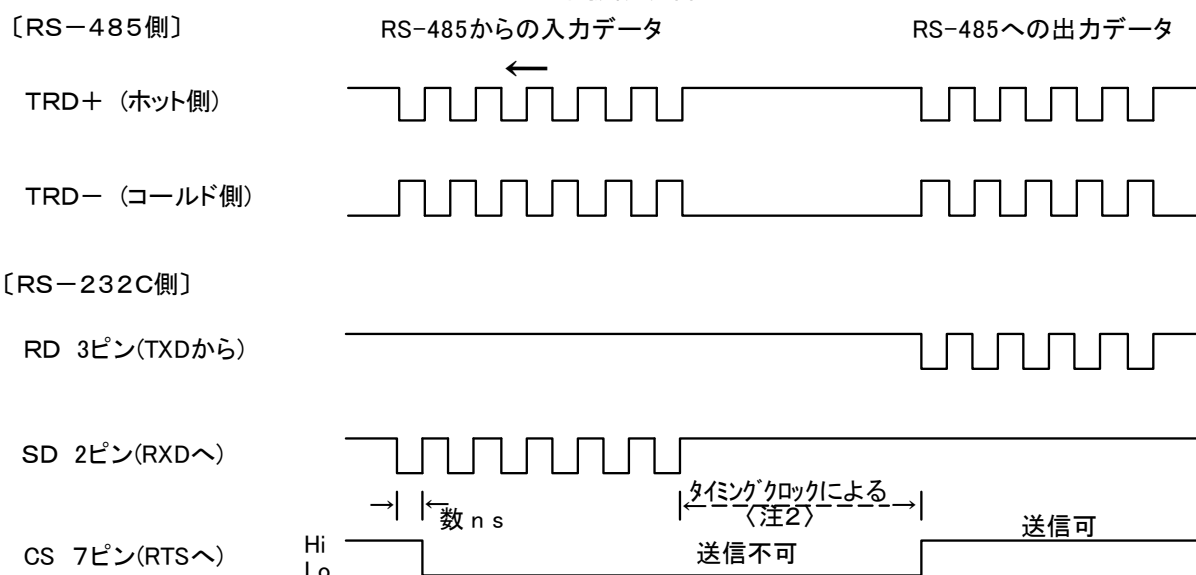 〔RS－485側〕
RS-485からの入力データ
RS-485への出力データ
←
TRD＋ (ホット側)
TRD－ (コールド側)
〔RS－232C側〕
RD 3ピン(TXDから)
SD 2ピン(RXDへ)
数ns
タイミングクロックによる
〈注2〉
送信可
CS 7ピン(RTSへ)
Hi
送信不可
Lo